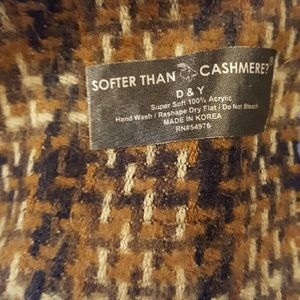 SOFTER THAN CASHMERE?
D & Y
Super Soft 100% Acrylic
Hand Wash / Reshape Dry Flat / Do Not Bleach
MADE IN KOREA
RN#54976